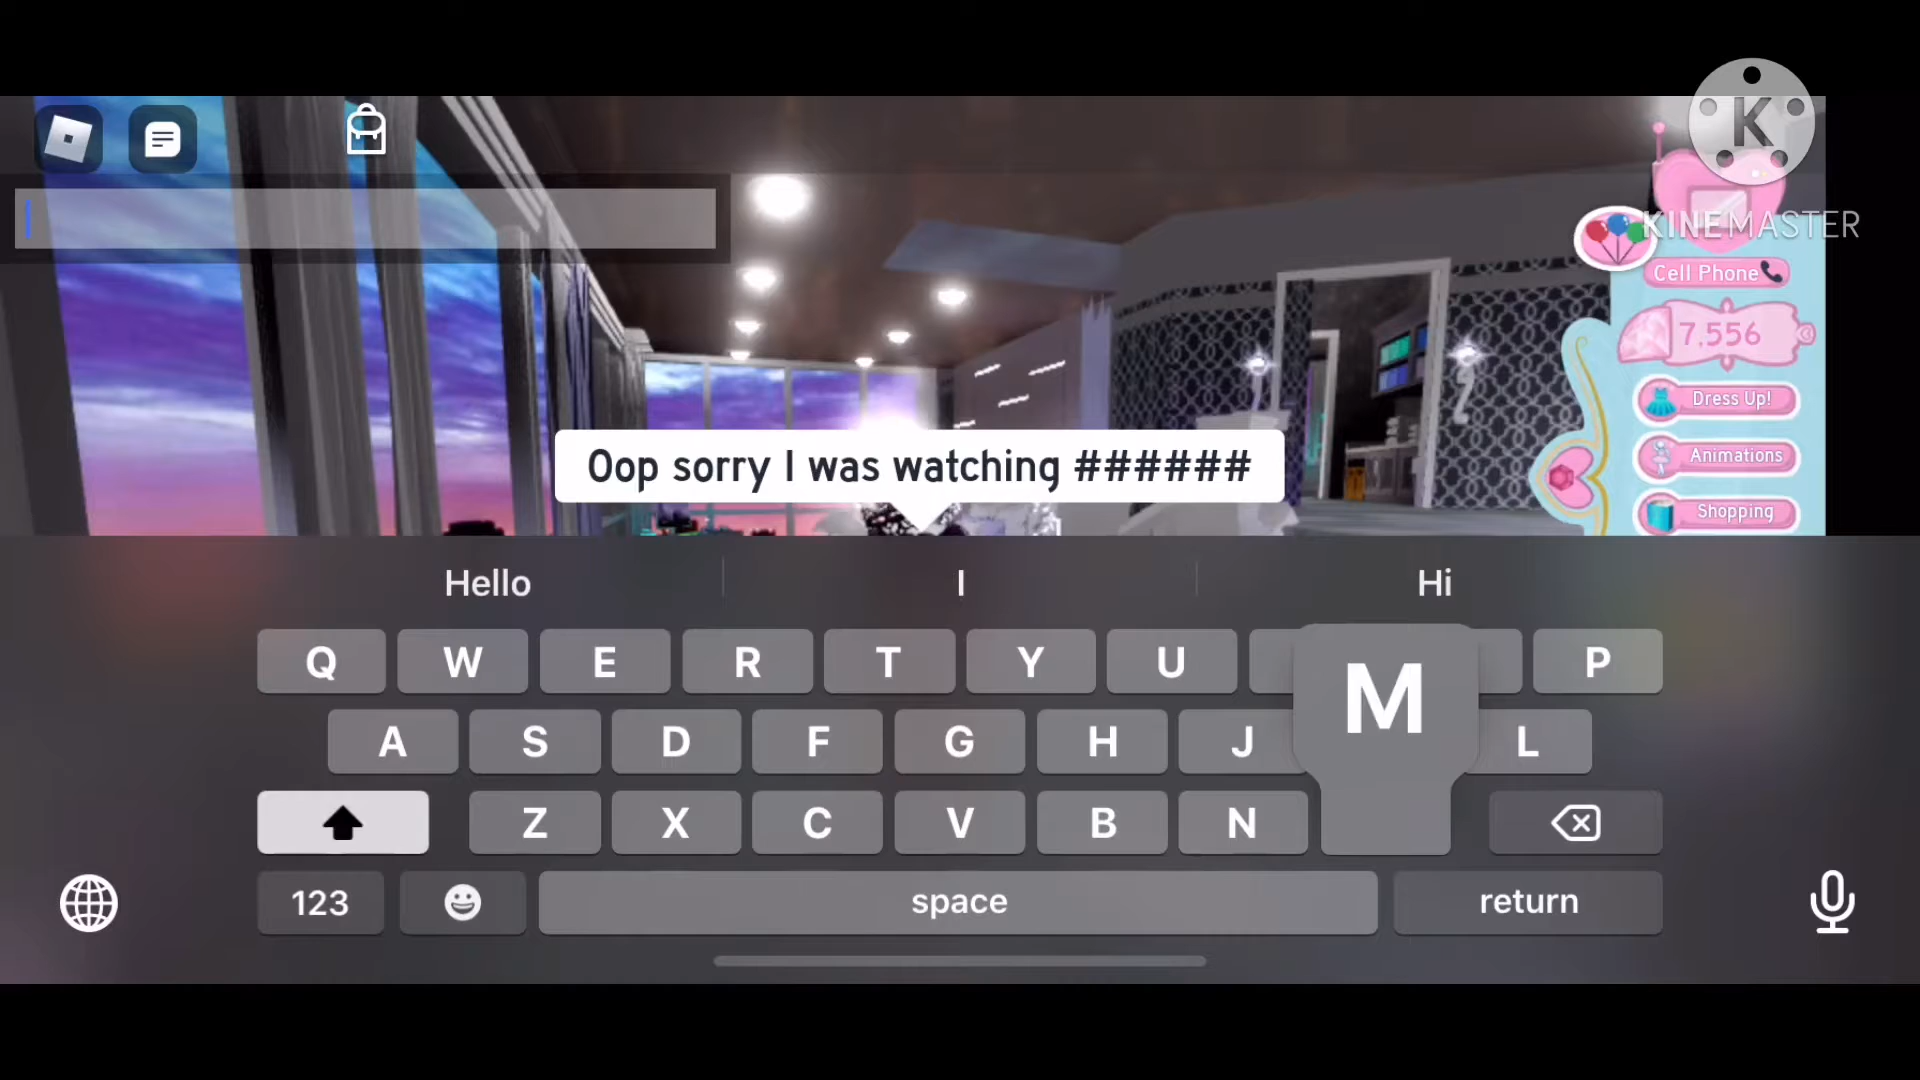 K
KINEMASTER
Cell Phone
7.556
Dress Up!
Animations
Shopping
Oop sorry I was watching ######
Hello I Hi
Q W E R T Y U P
M
A S D F G H J L
Z X C V B N
123 space return